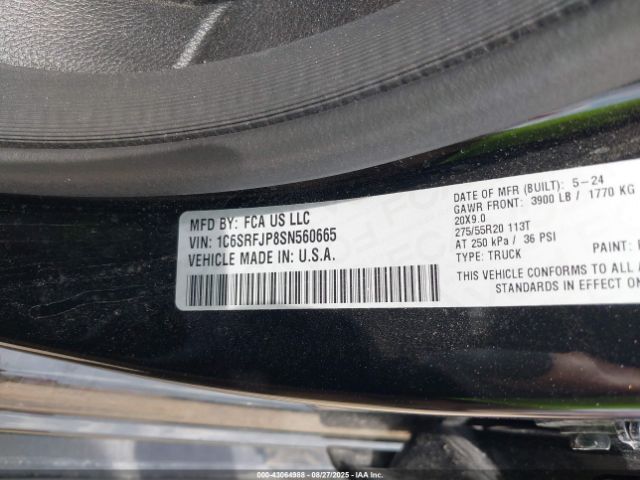 MFD BY: FCA US LLC
VIN: 1C6SRFJP8SN560665
VEHICLE MADE IN: U.S.A.
DATE OF MFR (BUILT): 5-24
GAWR FRONT: 3900 LB / 1770 KG
20X9.0
275/55R20 113T
AT 250 kPa / 36 PSI
TYPE: TRUCK
PAINT:
THIS VEHICLE CONFORMS TO ALL
STANDARDS IN EFFECT ON
000-43064988 08/27/2025 IAAI.COM